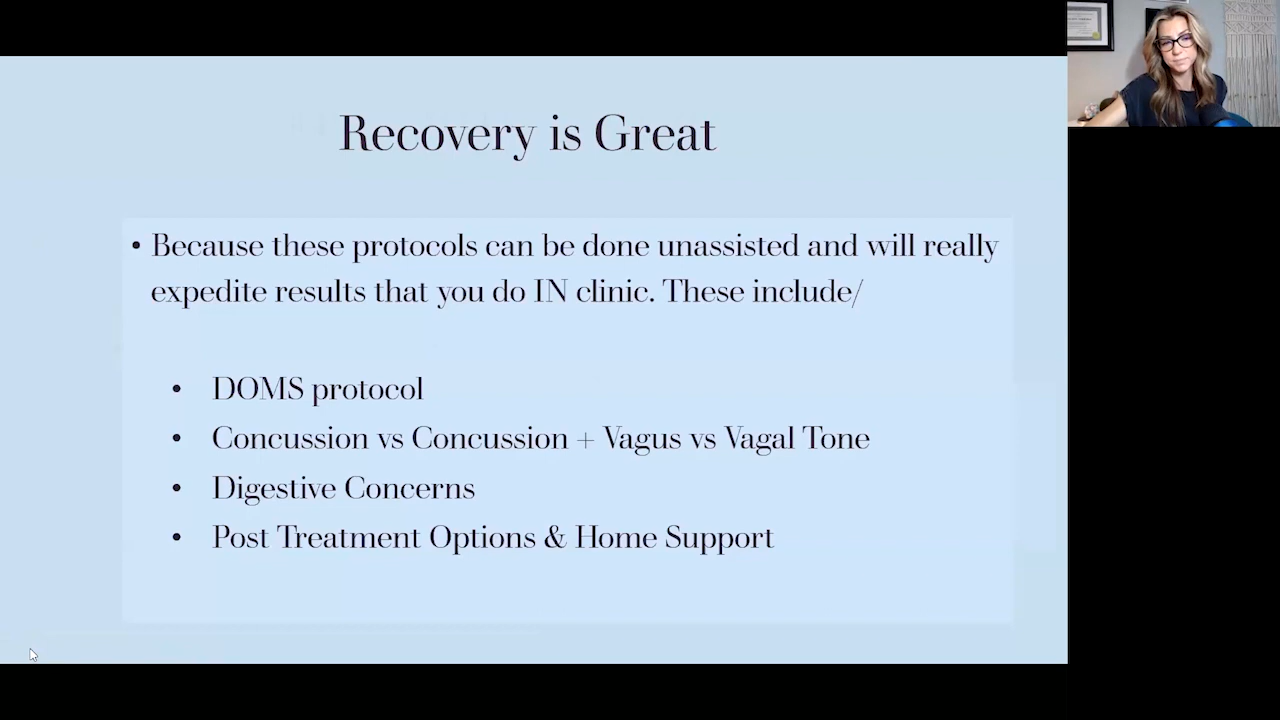 Recovery is Great
• Because these protocols can be done unassisted and will really
expedite results that you do IN clinic. These include/
• DOMS protocol
• Concussion vs Concussion + Vagus vs Vagal Tone
• Digestive Concerns
• Post Treatment Options & Home Support